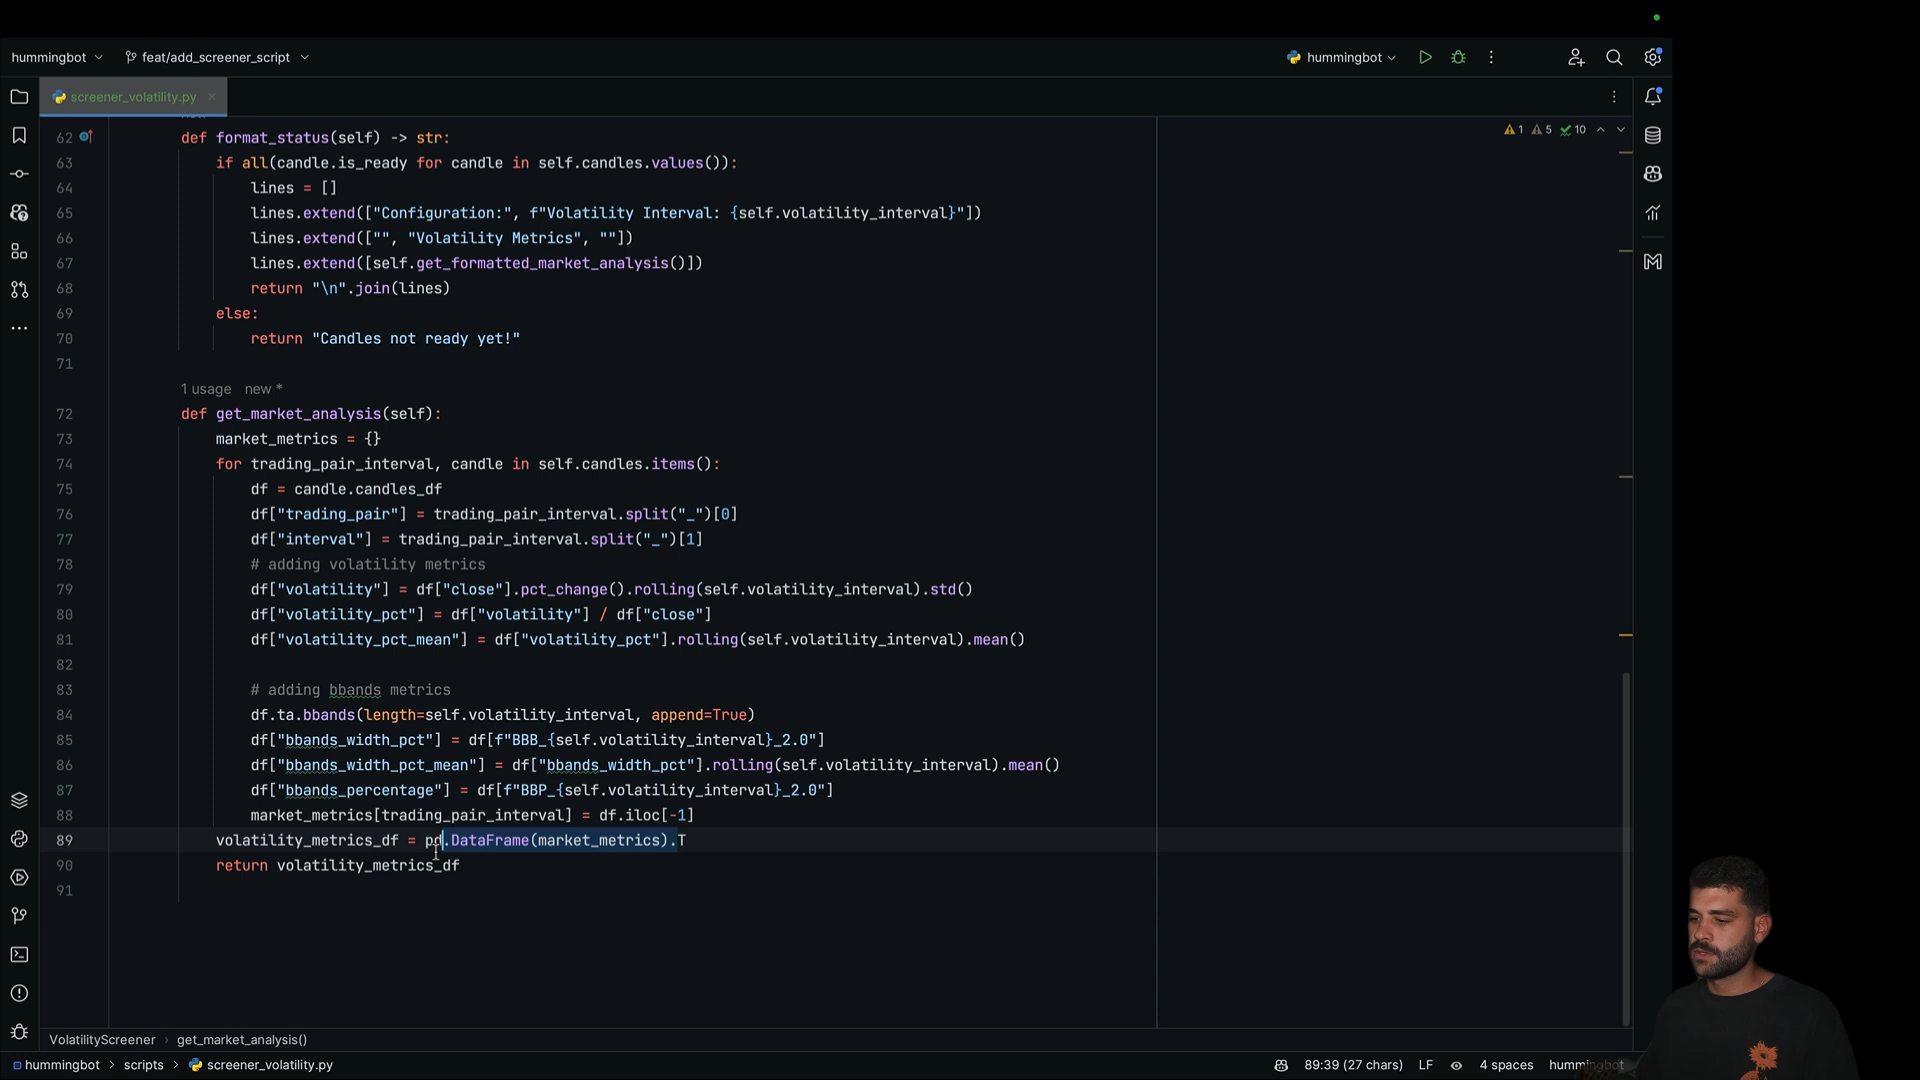 hummingbot
feat/add_screener_script
hummingbot
screener_volatility.py
1 5 10
62 def format_status(self) -> str:
63 if all(candle.is_ready for candle in self.candles.values()):
64 lines = []
65 lines.extend(["Configuration:", f"Volatility Interval: {self.volatility_interval}"])
66 lines.extend(["", "Volatility Metrics", ""])
67 lines.extend([self.get_formatted_market_analysis()])
68 return "\n".join(lines)
69 else:
70 return "Candles not ready yet!"
71
1 usage new *
72 def get_market_analysis(self):
73 market_metrics = {}
74 for trading_pair_interval, candle in self.candles.items():
75 df = candle.candles_df
76 df["trading_pair"] = trading_pair_interval.split("_")[0]
77 df["interval"] = trading_pair_interval.split("_")[1]
78 # adding volatility metrics
79 df["volatility"] = df["close"].pct_change().rolling(self.volatility_interval).std()
80 df["volatility_pct"] = df["volatility"] / df["close"]
81 df["volatility_pct_mean"] = df["volatility_pct"].rolling(self.volatility_interval).mean()
82
83 # adding bbands metrics
84 df.ta.bbands(length=self.volatility_interval, append=True)
85 df["bbands_width_pct"] = df[f"BBB_{self.volatility_interval}_2.0"]
86 df["bbands_width_pct_mean"] = df["bbands_width_pct"].rolling(self.volatility_interval).mean()
87 df["bbands_percentage"] = df[f"BBP_{self.volatility_interval}_2.0"]
88 market_metrics[trading_pair_interval] = df.iloc[-1]
89 volatility_metrics_df = pd.DataFrame(market_metrics).T
90 return volatility_metrics_df
91
VolatilityScreener › get_market_analysis()
hummingbot › scripts › screener_volatility.py
89:39 (27 chars) LF 4 spaces hummingbot